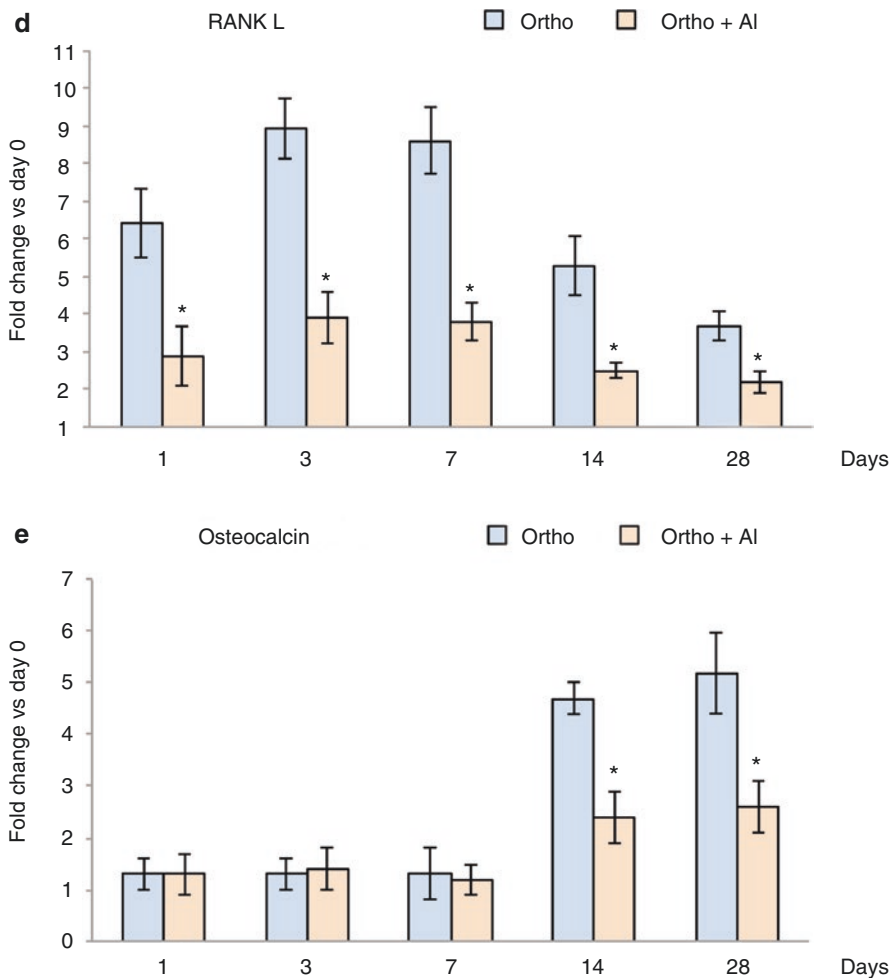 d RANK L Ortho Ortho + AI
11
10
9
8
7
6
5
4
3
2
1
Fold change vs day 0
* * * * *
1 3 7 14 28 Days
e Osteocalcin Ortho Ortho + AI
7
6
5
4
3
2
1
0
Fold change vs day 0
* *
1 3 7 14 28 Days